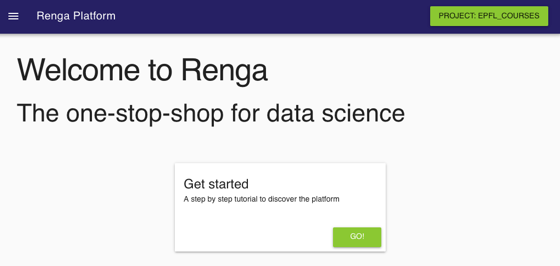 Renga Platform
PROJECT: EPFL_COURSES
Welcome to Renga
The one-stop-shop for data science
Get started
A step by step tutorial to discover the platform
GO!